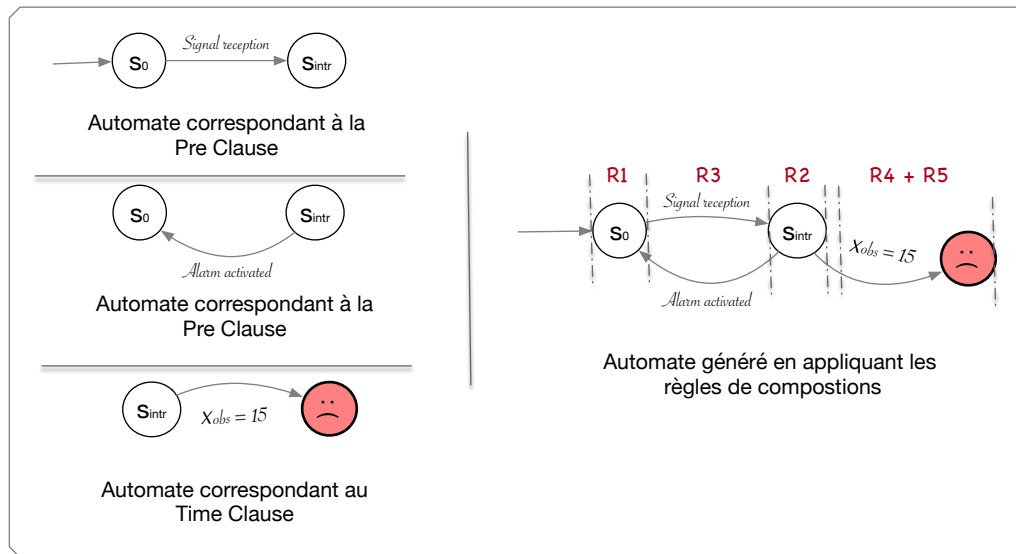 Signal reception
S0
Sintr
Automate correspondant à la
Pre Clause
S0
Sintr
Alarm activated
Automate correspondant à la
Pre Clause
Sintr
Xobs = 15
Automate correspondant au
Time Clause
R1 R3 R2 R4 + R5
Signal reception
S0
Sintr
Xobs = 15
Alarm activated
Automate généré en appliquant les
règles de compostions